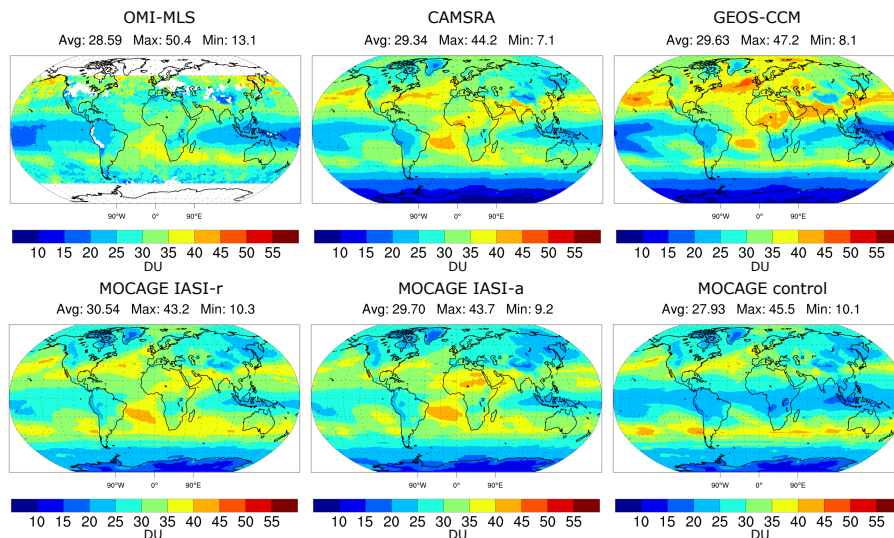 OMI-MLS
Avg: 28.59 Max: 50.4 Min: 13.1
90°W 0° 90°E
10 15 20 25 30 35 40 45 50 55
DU
CAMSRA
Avg: 29.34 Max: 44.2 Min: 7.1
90°W 0° 90°E
10 15 20 25 30 35 40 45 50 55
DU
GEOS-CCM
Avg: 29.63 Max: 47.2 Min: 8.1
90°W 0° 90°E
10 15 20 25 30 35 40 45 50 55
DU
MOCAGE IASI-r
Avg: 30.54 Max: 43.2 Min: 10.3
90°W 0° 90°E
10 15 20 25 30 35 40 45 50 55
DU
MOCAGE IASI-a
Avg: 29.70 Max: 43.7 Min: 9.2
90°W 0° 90°E
10 15 20 25 30 35 40 45 50 55
DU
MOCAGE control
Avg: 27.93 Max: 45.5 Min: 10.1
90°W 0° 90°E
10 15 20 25 30 35 40 45 50 55
DU